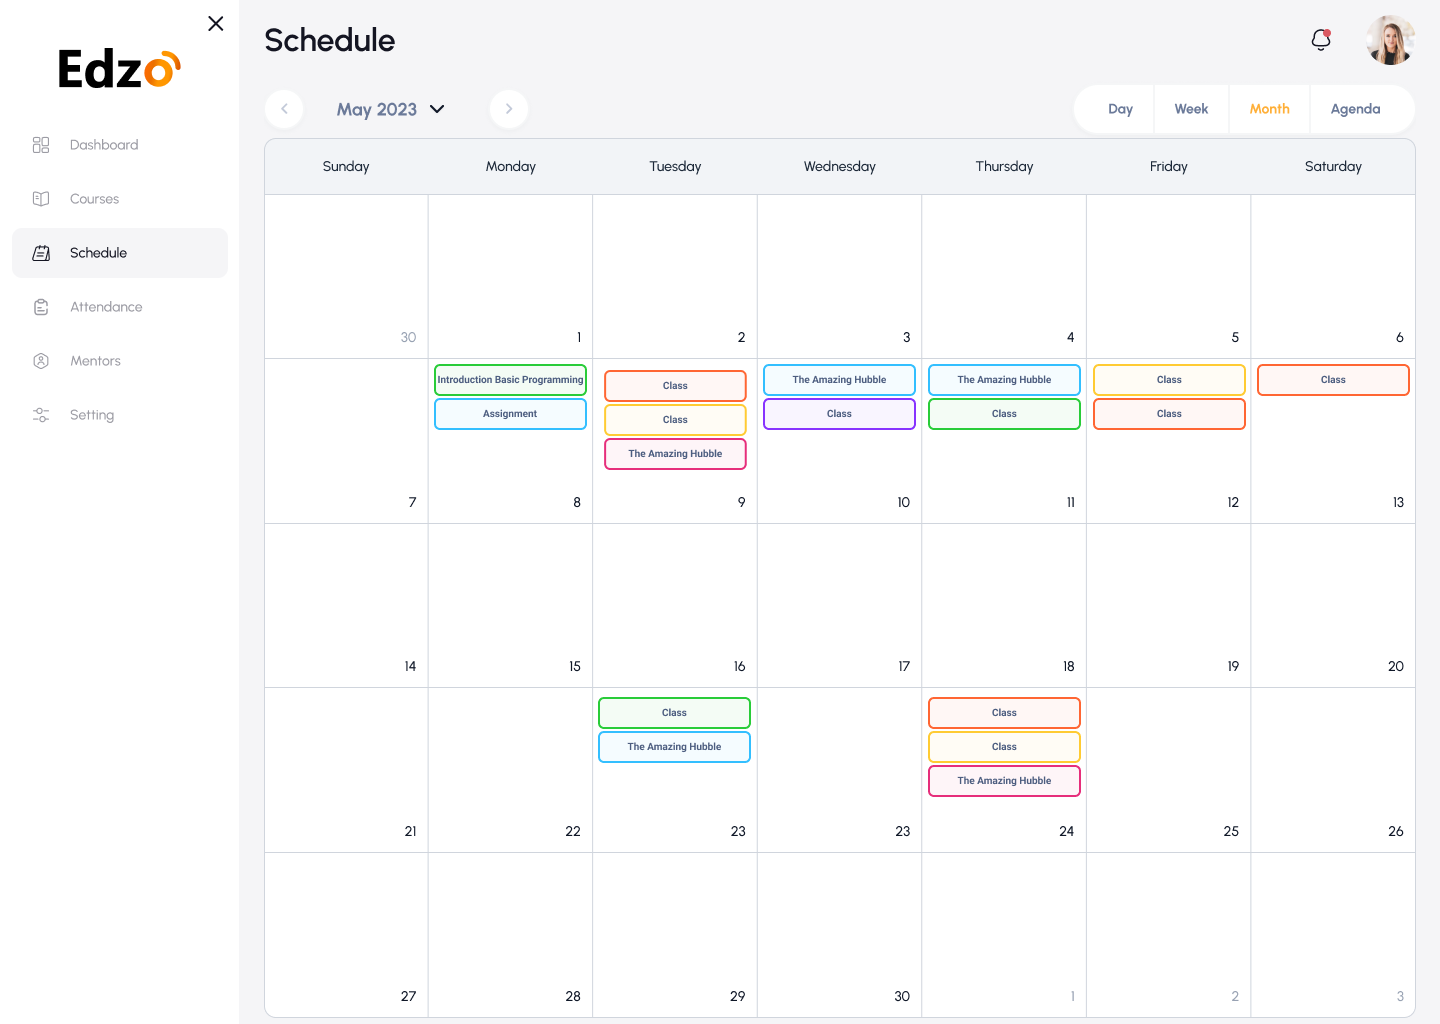 Edzo
Dashboard
Courses
Schedule
Attendance
Mentors
Setting
Schedule
May 2023
Day Week Month Agenda
Sunday Monday Tuesday Wednesday Thursday Friday Saturday
30 1 2 3 4 5 6
Introduction Basic Programming The Amazing Hubble The Amazing Hubble Class Class
Class
Assignment Class Class Class Class
The Amazing Hubble
7 8 9 10 11 12 13
14 15 16 17 18 19 20
Class Class
The Amazing Hubble Class
The Amazing Hubble
21 22 23 23 24 25 26
27 28 29 30 1 2 3